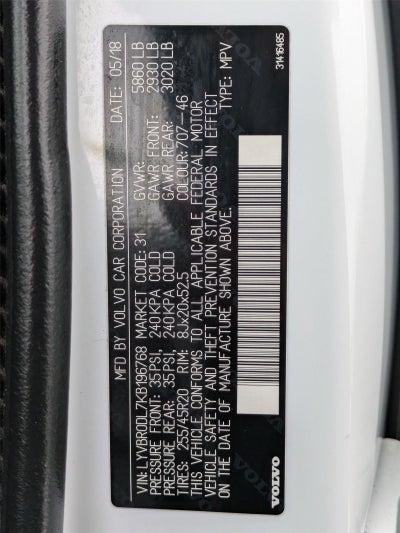 MFD. BY VOLVO CAR CORPORATION DATE: 05/18
GVWR: 5860 LB
GAWR FRONT: 2930 LB
GAWR REAR: 3020 LB
VIN: LYVBR0DL7KB196768 MARKET CODE: 31
PRESSURE FRONT: 35 PSI, 240 KPA COLD
PRESSURE REAR: 35 PSI, 240 KPA COLD COLOUR: 707-46
TIRES: 255/45R20 RIM: 8Jx20x52.5
THIS VEHICLE CONFORMS TO ALL APPLICABLE FEDERAL MOTOR
VEHICLE SAFETY AND THEFT PREVENTION STANDARDS IN EFFECT
ON THE DATE OF MANUFACTURE SHOWN ABOVE. TYPE: MPV
VOLVO
31416485